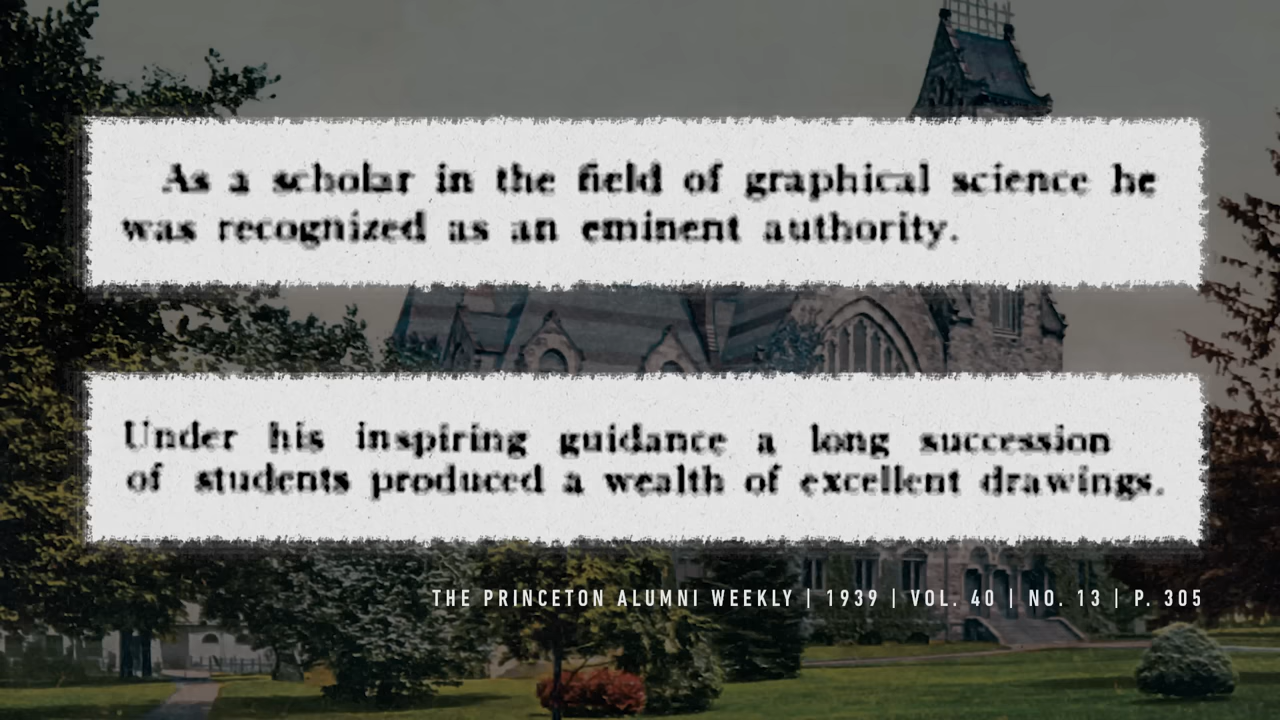 As a scholar in the field of graphical science he
was recognized as an eminent authority.
Under his inspiring guidance a long succession
of students produced a wealth of excellent drawings.
THE PRINCETON ALUMNI WEEKLY | 1939 | VOL. 40 | NO. 13 | P. 305